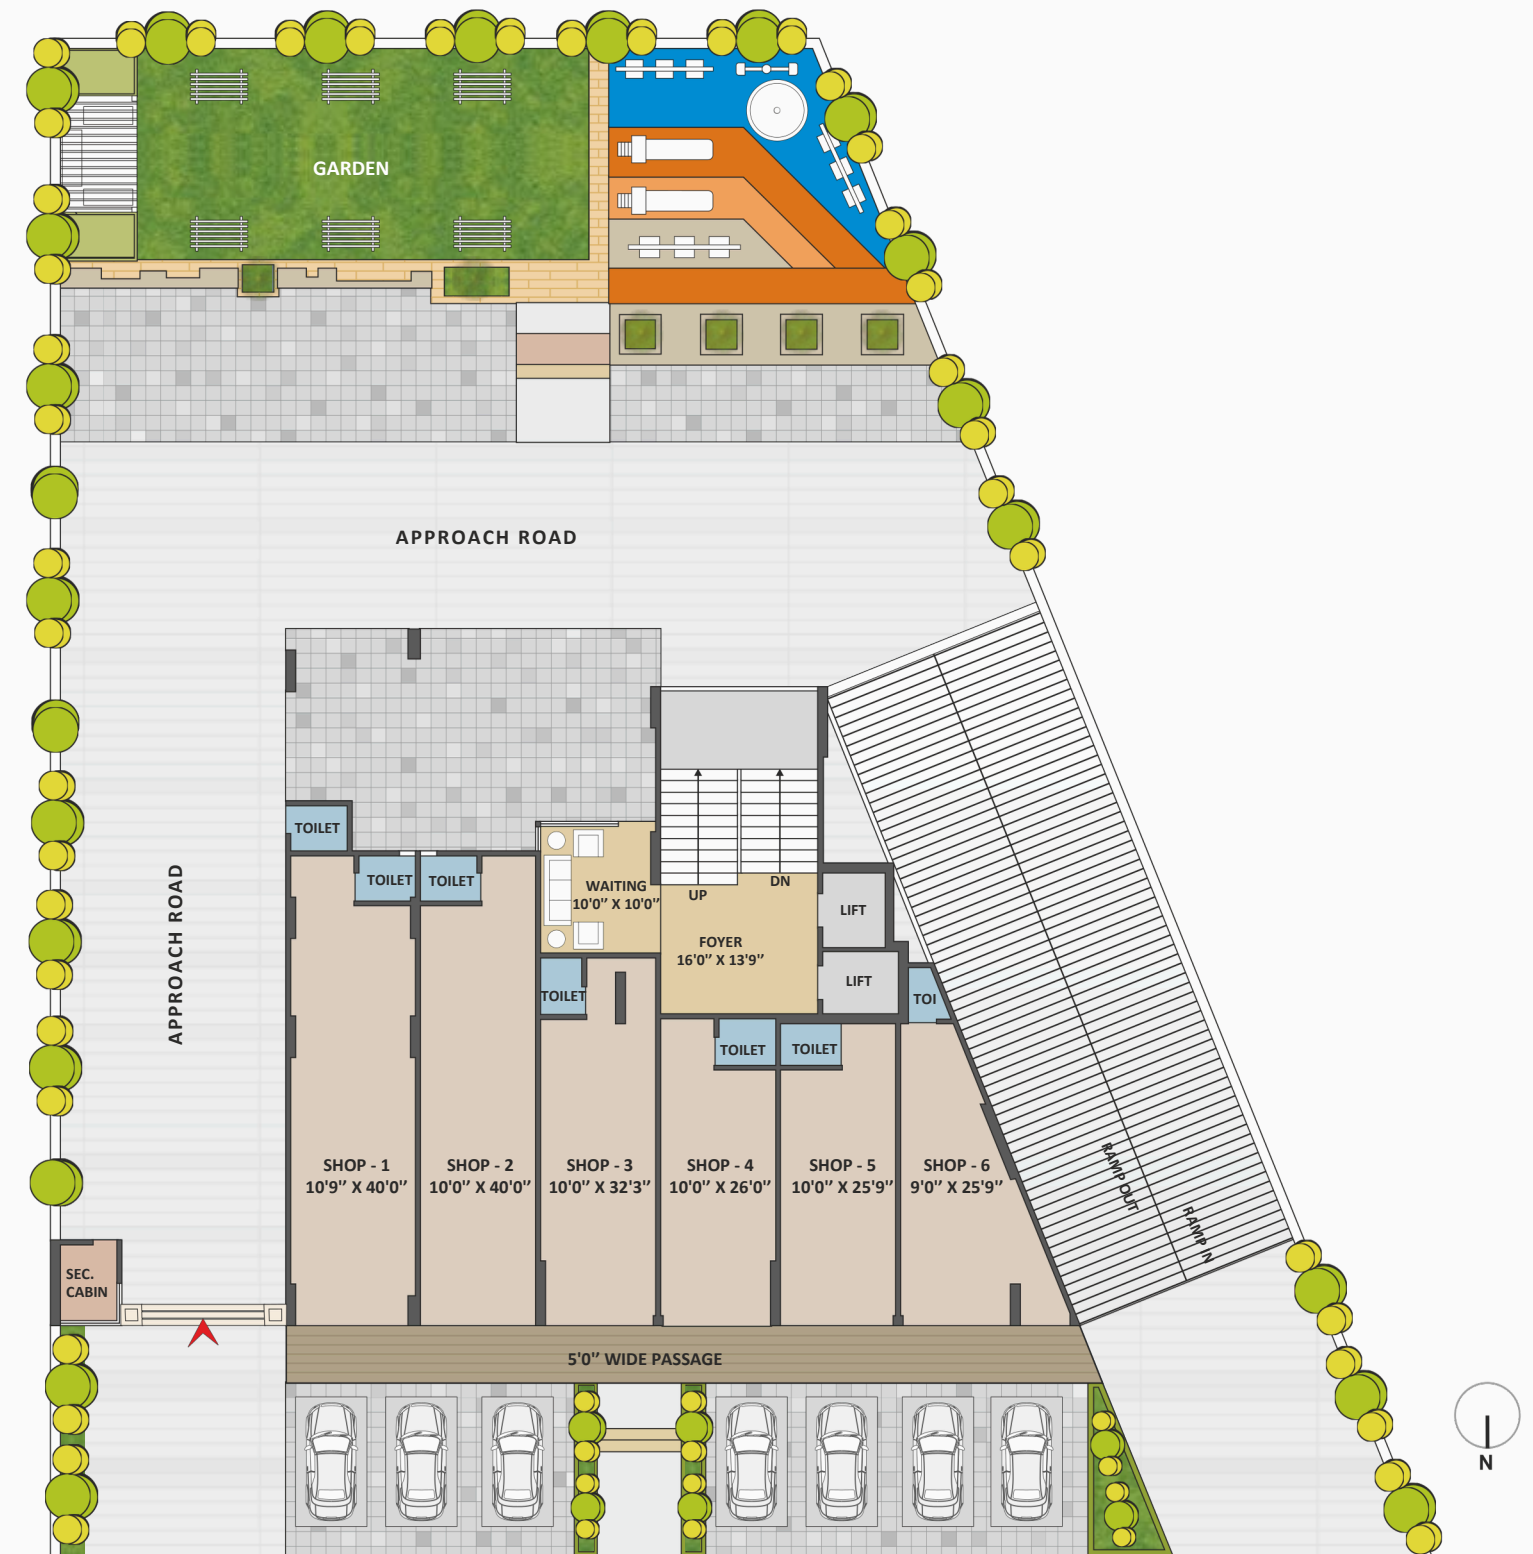 GARDEN
APPROACH ROAD
APPROACH ROAD
TOILET
TOILET
TOILET
WAITING
10'0" X 10'0"
UP
DN
LIFT
FOYER
16'0" X 13'9"
LIFT
TOILET
TOI
TOILET
TOILET
SHOP - 1
10'9" X 40'0"
SHOP - 2
10'0" X 40'0"
SHOP - 3
10'0" X 32'3"
SHOP - 4
10'0" X 26'0"
SHOP - 5
10'0" X 25'9"
SHOP - 6
9'0" X 25'9"
RAMP OUT
RAMP IN
SEC.
CABIN
5'0" WIDE PASSAGE
N